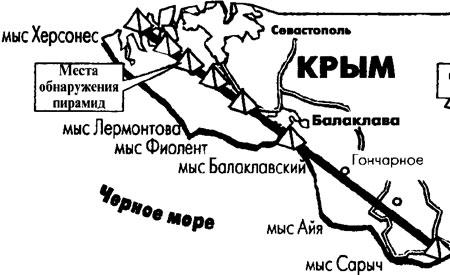 мыс Херсонес
Севастополь
КРЫМ
Места
обнаружения
пирамид
мыс Лермонтова
мыс Фиолент
Балаклава
мыс Балаклавский
Гончарное
Черное море
мыс Айя
мыс Сарыч